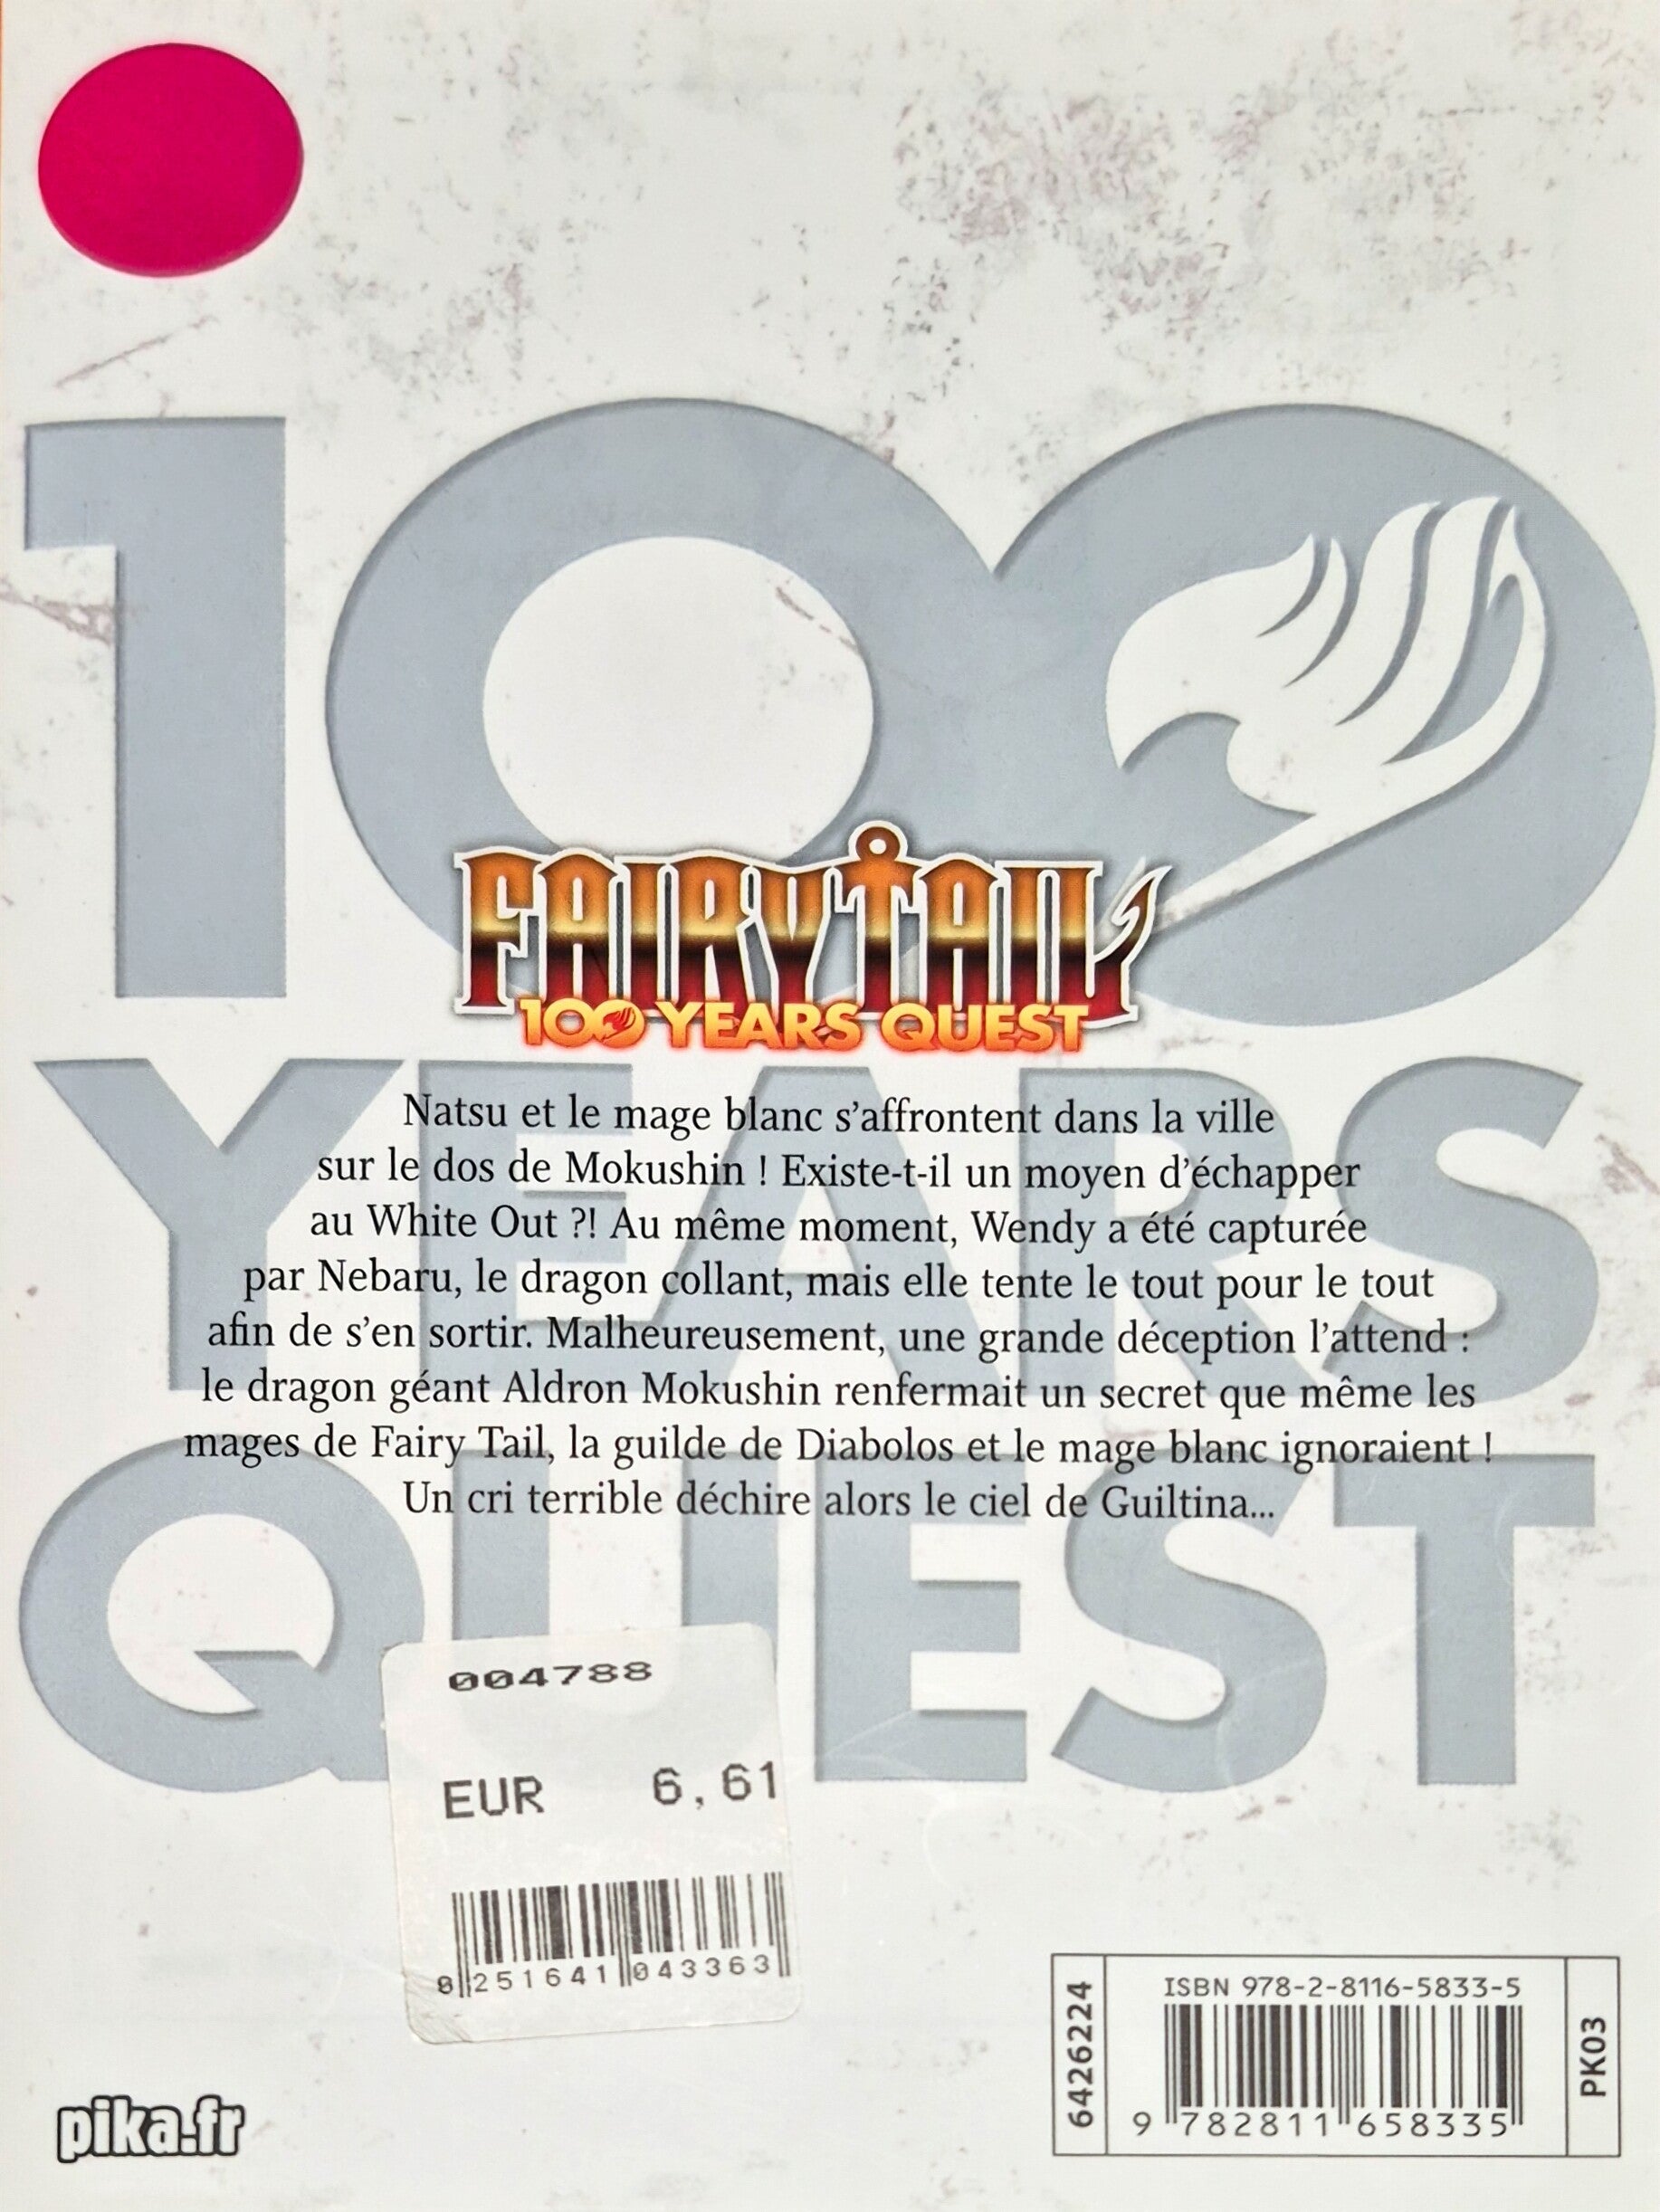 100
YEARS
QUEST
FAIRY TAIL
100 YEARS QUEST
Natsu et le mage blanc s'affrontent dans la ville
sur le dos de Mokushin ! Existe-t-il un moyen d'échapper
au White Out ?! Au même moment, Wendy a été capturée
par Nebaru, le dragon collant, mais elle tente le tout pour le tout
afin de s'en sortir. Malheureusement, une grande déception l'attend :
le dragon géant Aldron Mokushin renfermait un secret que même les
mages de Fairy Tail, la guilde de Diabolos et le mage blanc ignoraient !
Un cri terrible déchire alors le ciel de Guiltina...
004788
EUR 6,61
0 251641 043363
pika.fr
6426224
ISBN 978-2-8116-5833-5
9 782811 658335
PK03